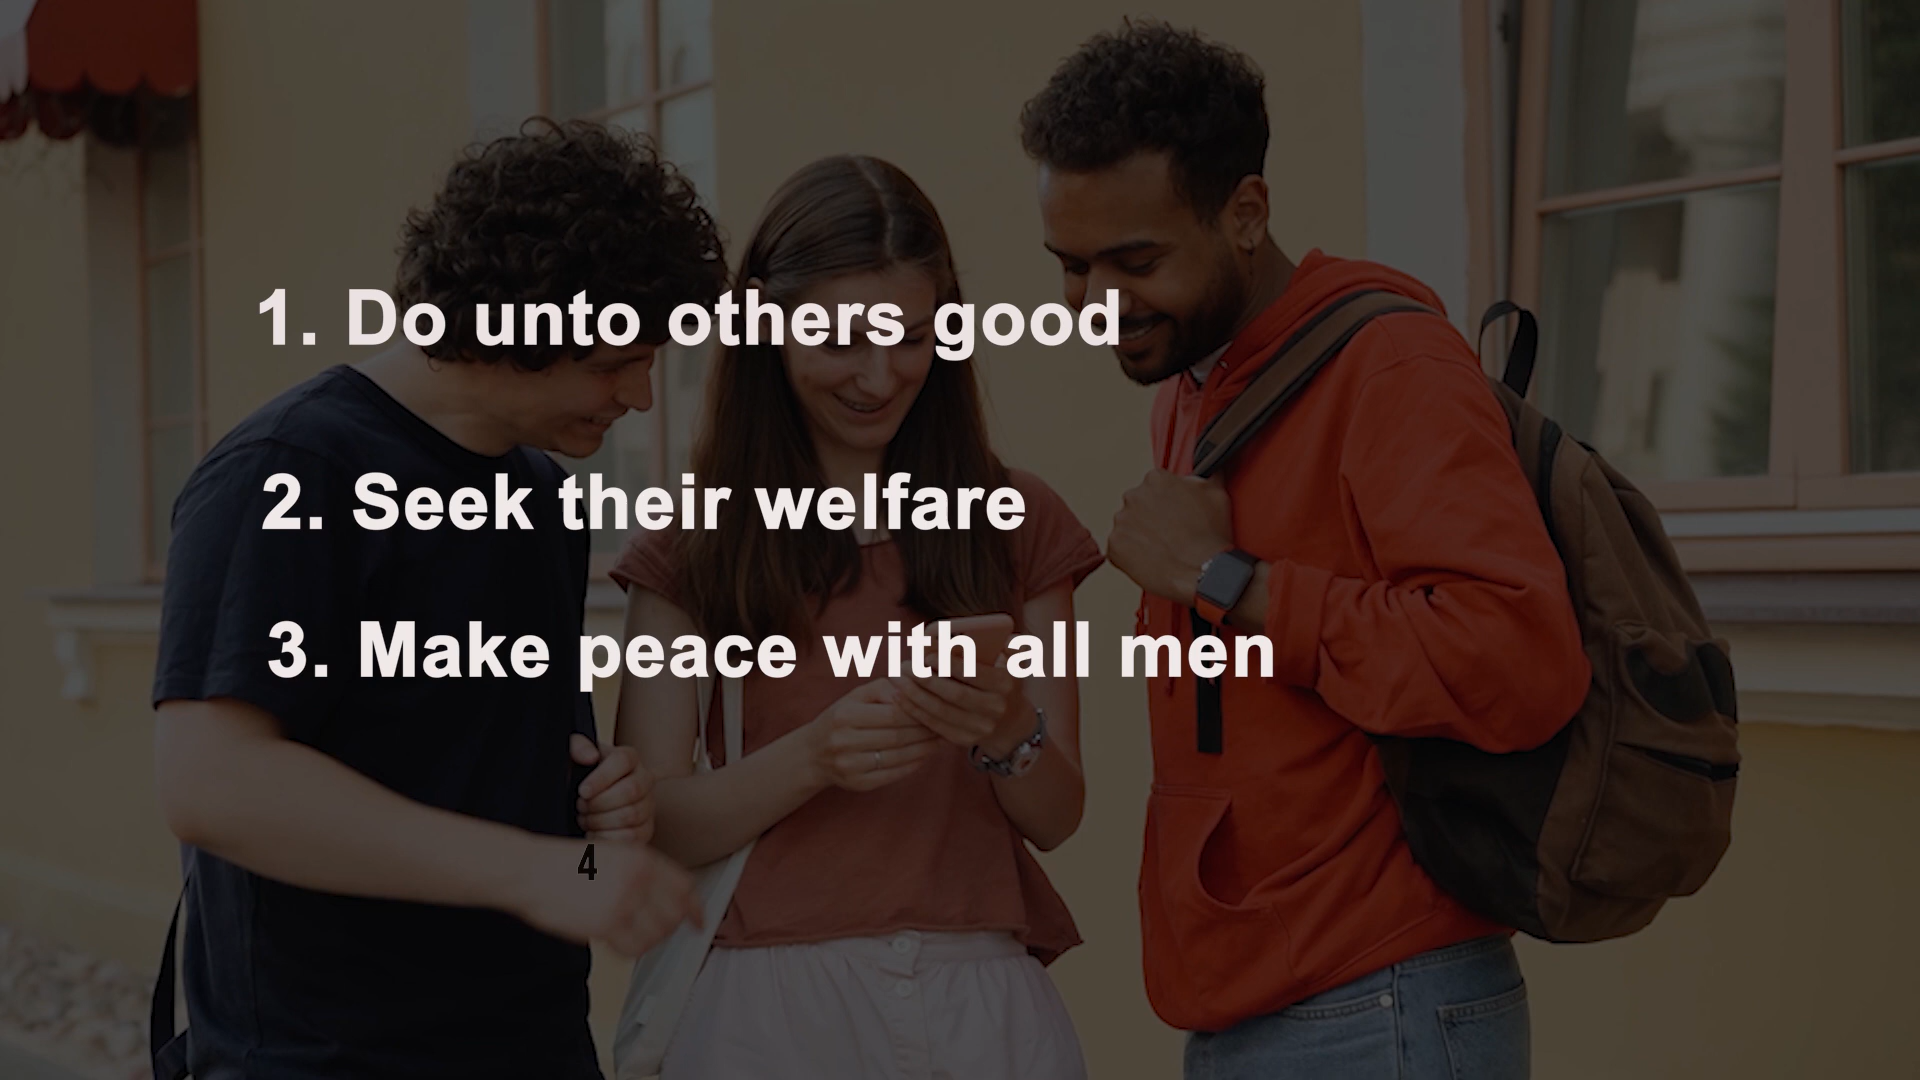 1. Do unto others good
2. Seek their welfare
3. Make peace with all men
4